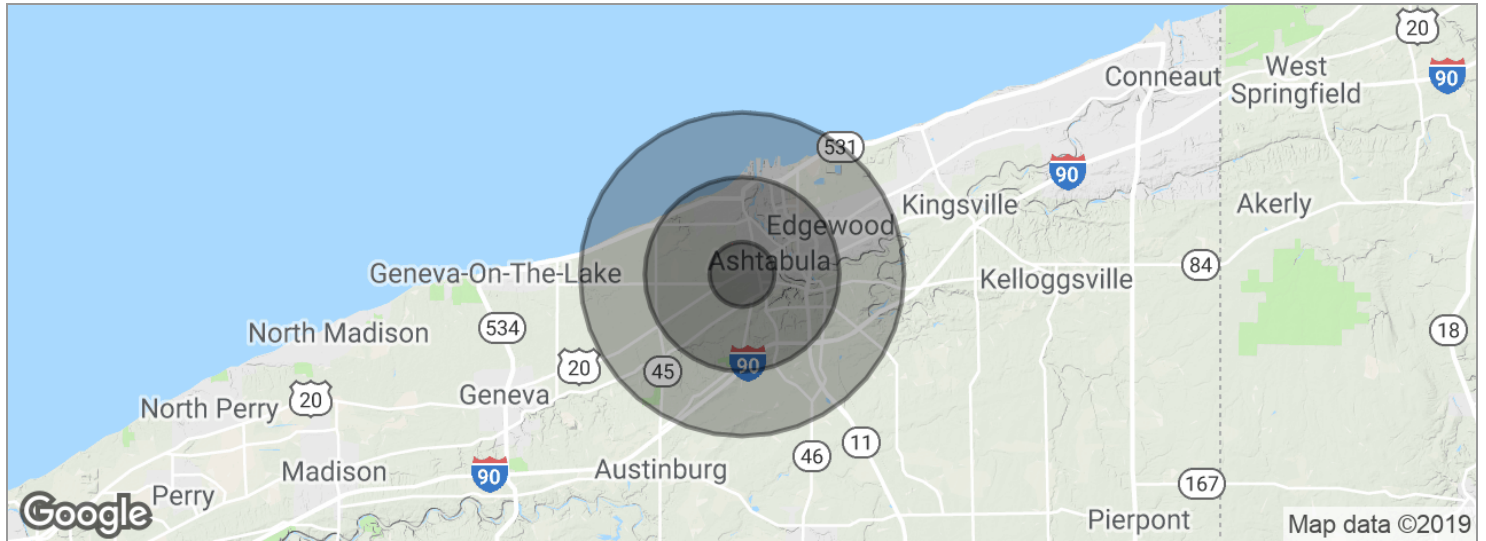 20
West
Springfield
90
Conneaut
531
90
Kingsville
Akerly
Edgewood
Ashtabula
84
Geneva-On-The-Lake
Kelloggsville
North Madison
534
18
20
90
45
Geneva
North Perry
20
11
46
Madison
90
Austinburg
167
Perry
Google
Pierpont
Map data ©2019